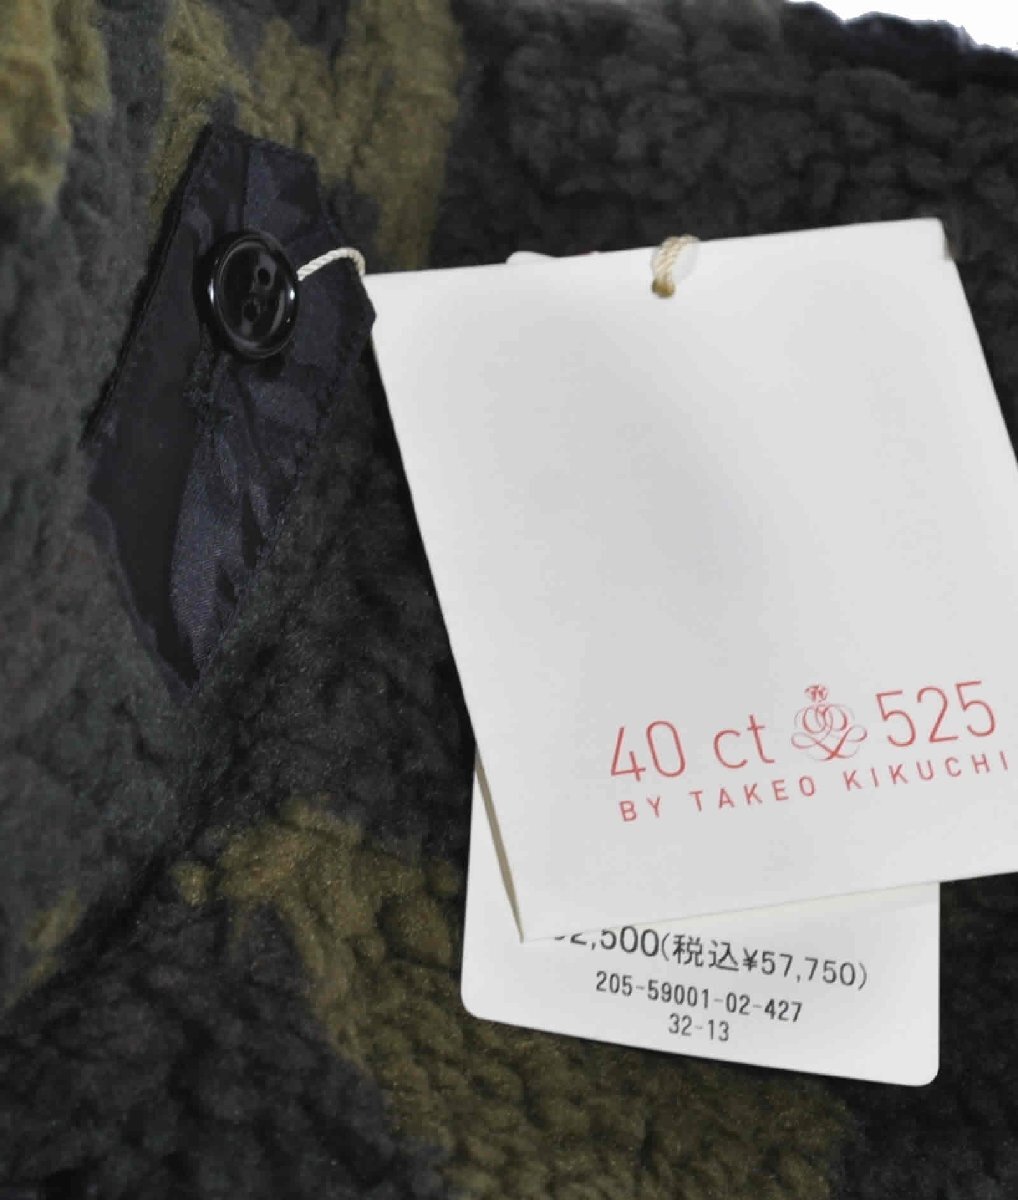 40 ct 525
BY TAKEO KIKUCHI
2,500(税込¥57,750)
205-59001-02-427
32-13